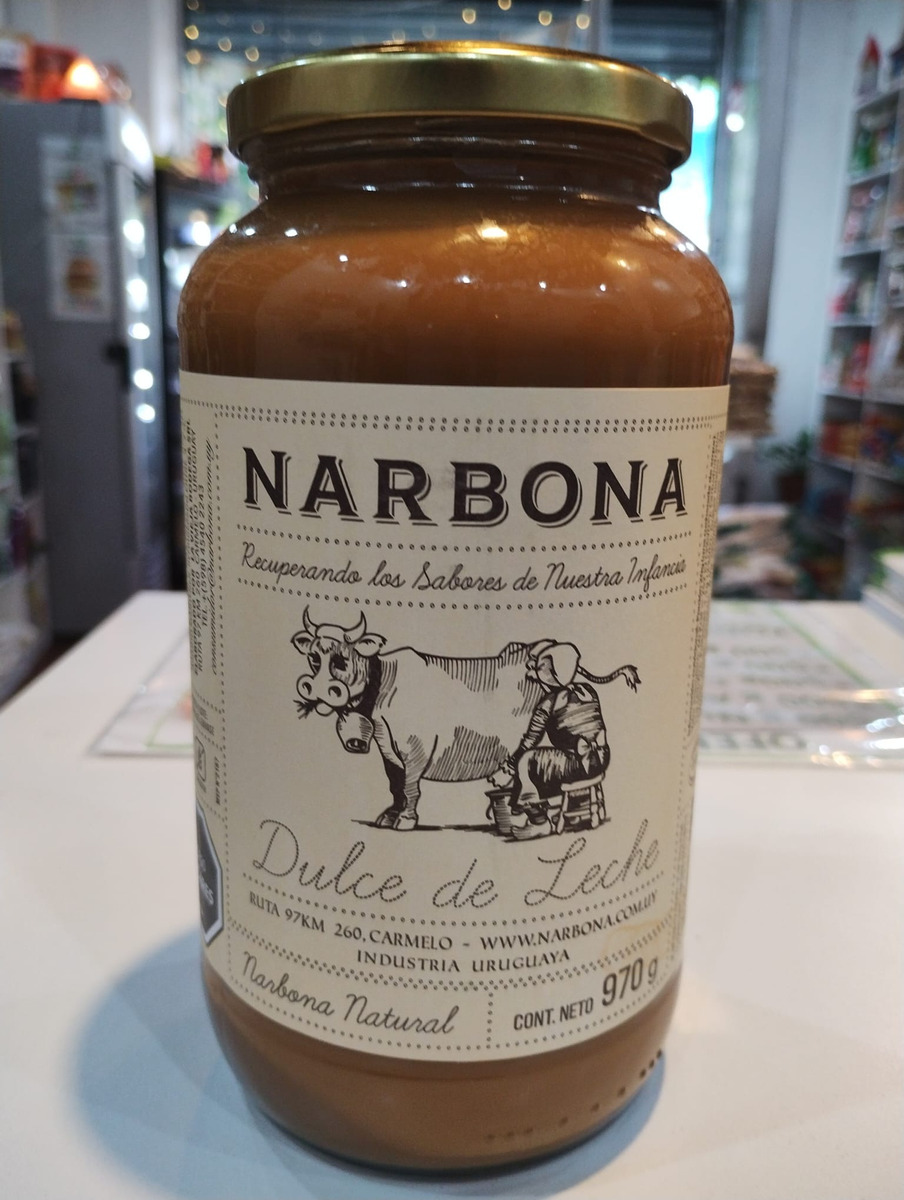 NARBONA
Recuperando los Sabores de Nuestra Infancia
Dulce de Leche
RUTA 97KM 260, CARMELO - WWW.NARBONA.COM.UY
INDUSTRIA URUGUAYA
Narbona Natural
CONT. NETO 970 g